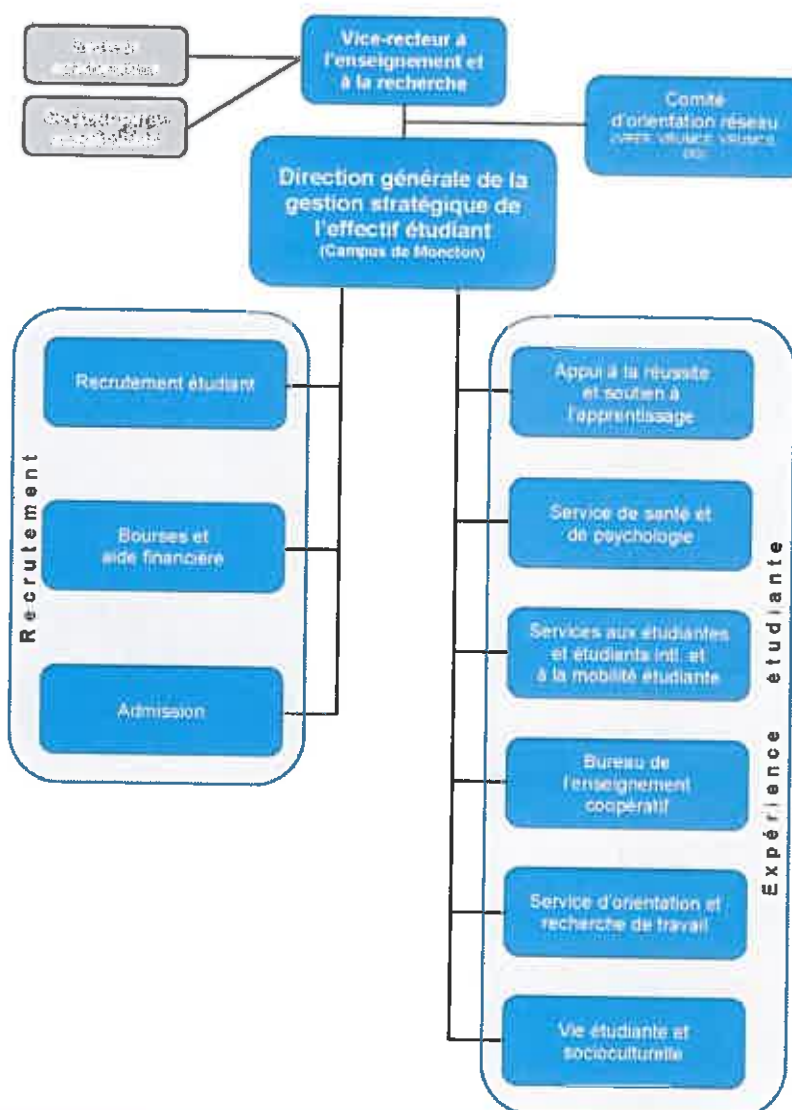 Vice-recteur à
l'enseignement et
à la recherche
Comité
d'orientation réseau
Direction générale de la
gestion stratégique de
l'effectif étudiant
(Campus de Moncton)
Recrutement
Recrutement étudiant
Bourses et
aide financière
Admission
Expérience étudiante
Appui à la réussite
et soutien à
l'apprentissage
Service de santé et
de psychologie
Services aux étudiantes
et étudiants intl. et
à la mobilité étudiante
Bureau de
l'enseignement
coopératif
Service d'orientation et
recherche de travail
Vie étudiante et
socioculturelle